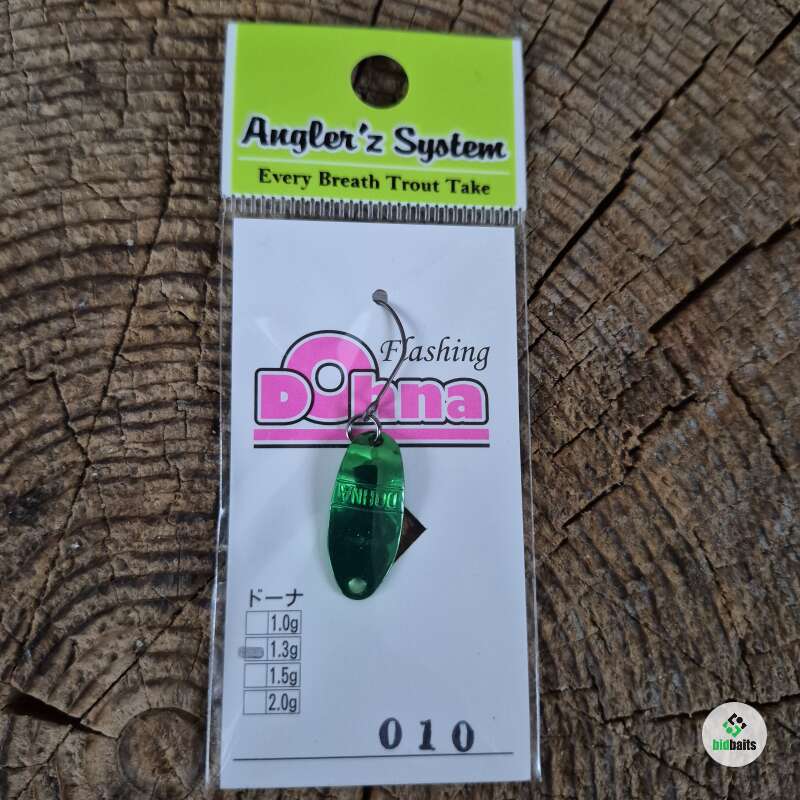 Angler'z System
Every Breath Trout Take
Flashing
Dohna
DOHNA
ドーナ
1.0g
1.3g
1.5g
2.0g
010
bidbaits